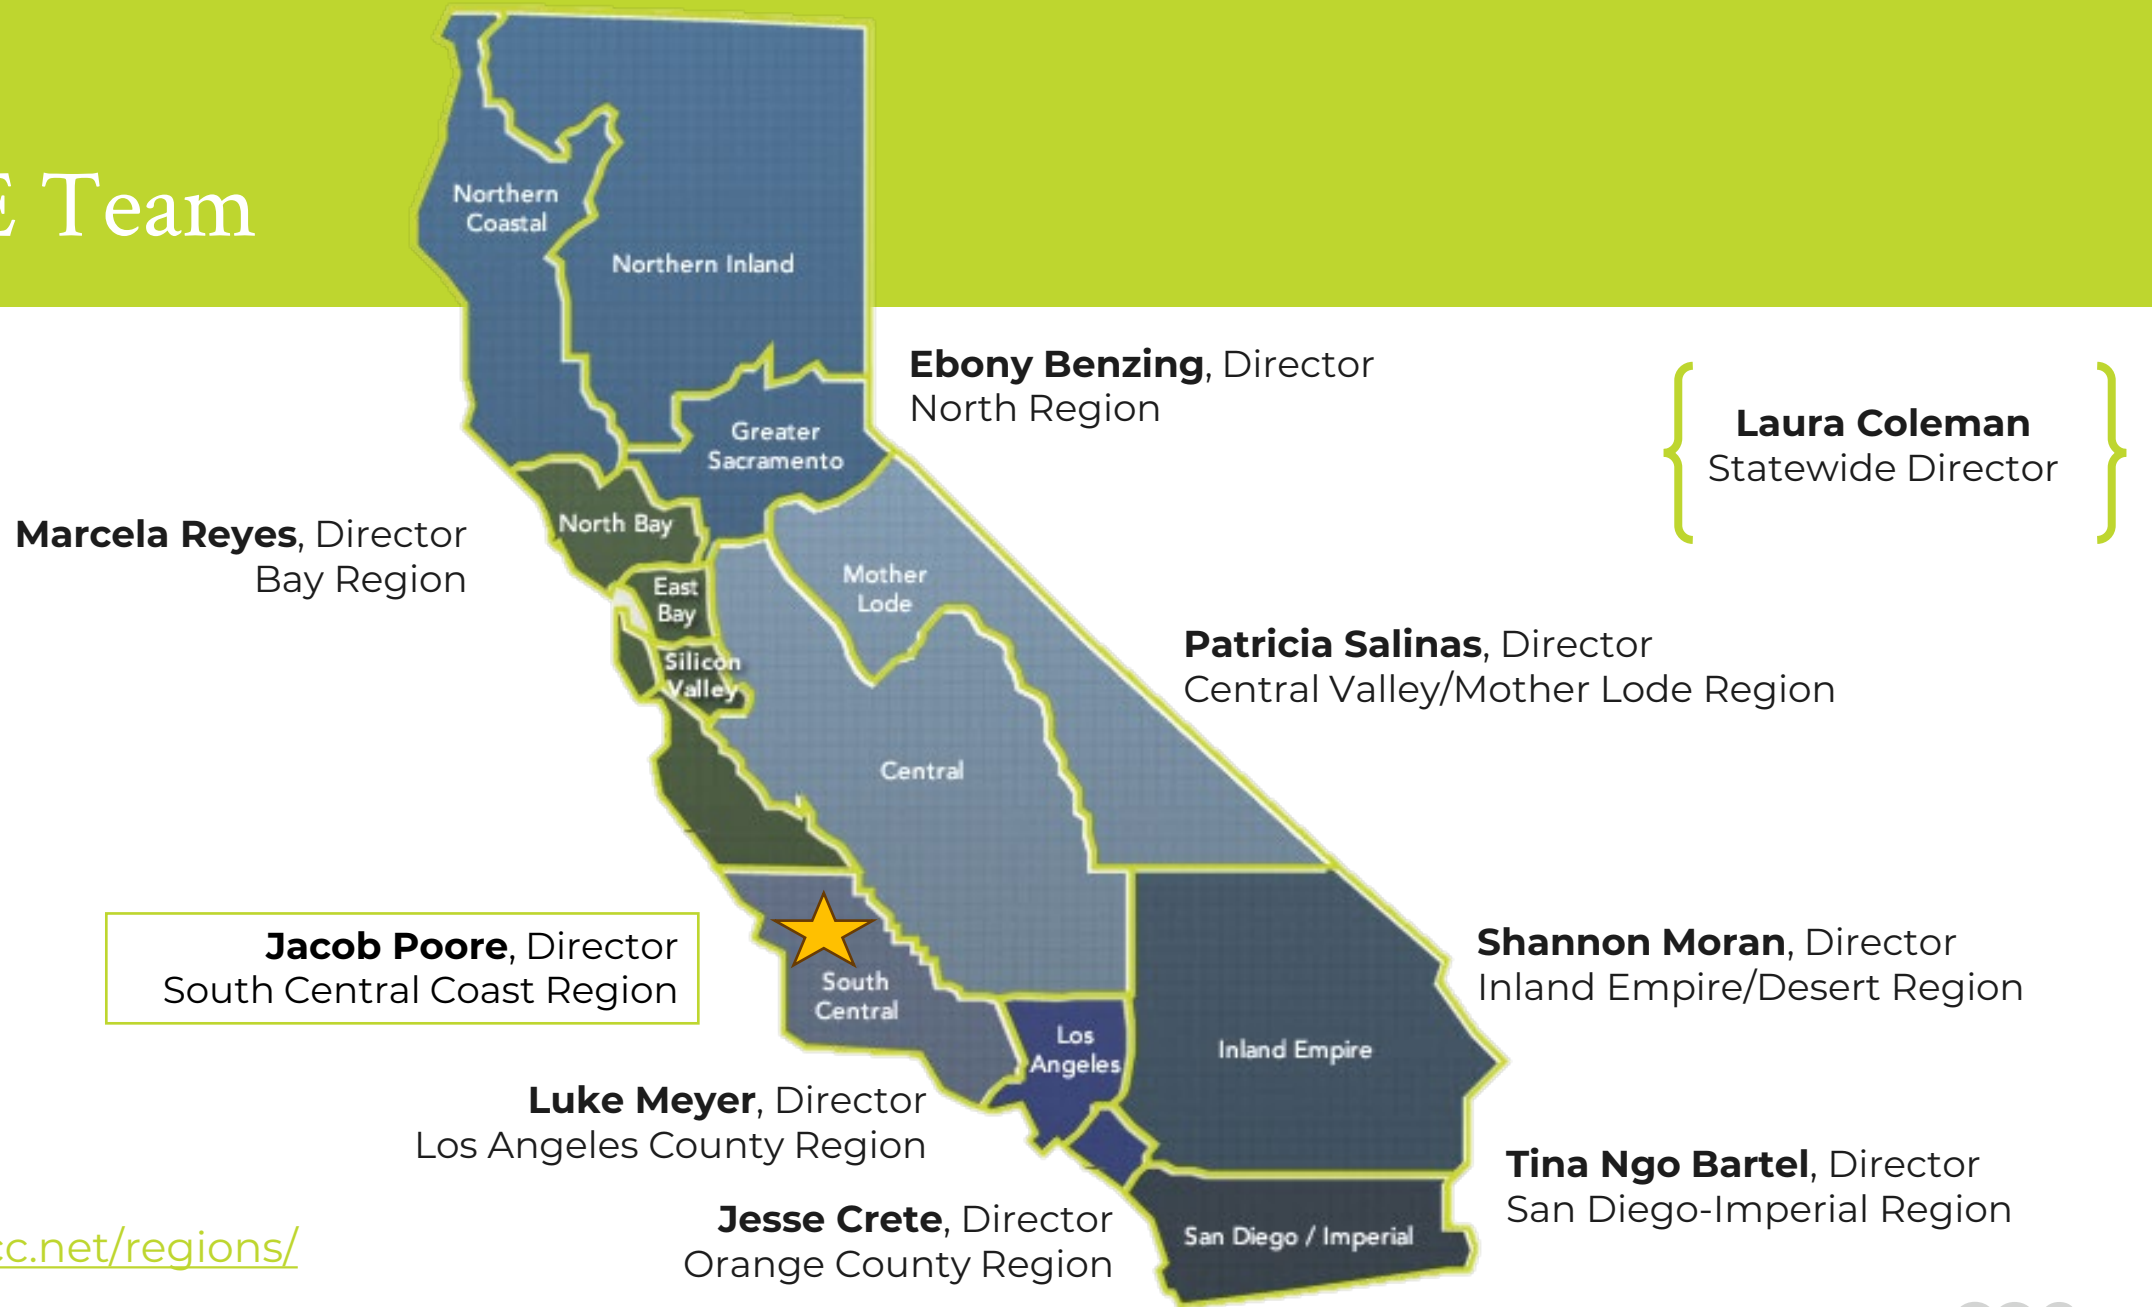 E Team
Northern
Coastal
Northern Inland
Ebony Benzing, Director
North Region
Laura Coleman
Statewide Director
Greater
Sacramento
Marcela Reyes, Director
Bay Region
North Bay
East
Bay
Mother
Lode
Silicon
Valley
Patricia Salinas, Director
Central Valley/Mother Lode Region
Central
Jacob Poore, Director
South Central Coast Region
South
Central
Shannon Moran, Director
Inland Empire/Desert Region
Los
Angeles
Inland Empire
Luke Meyer, Director
Los Angeles County Region
Tina Ngo Bartel, Director
San Diego-Imperial Region
Jesse Crete, Director
Orange County Region
San Diego / Imperial
cc.net/regions/